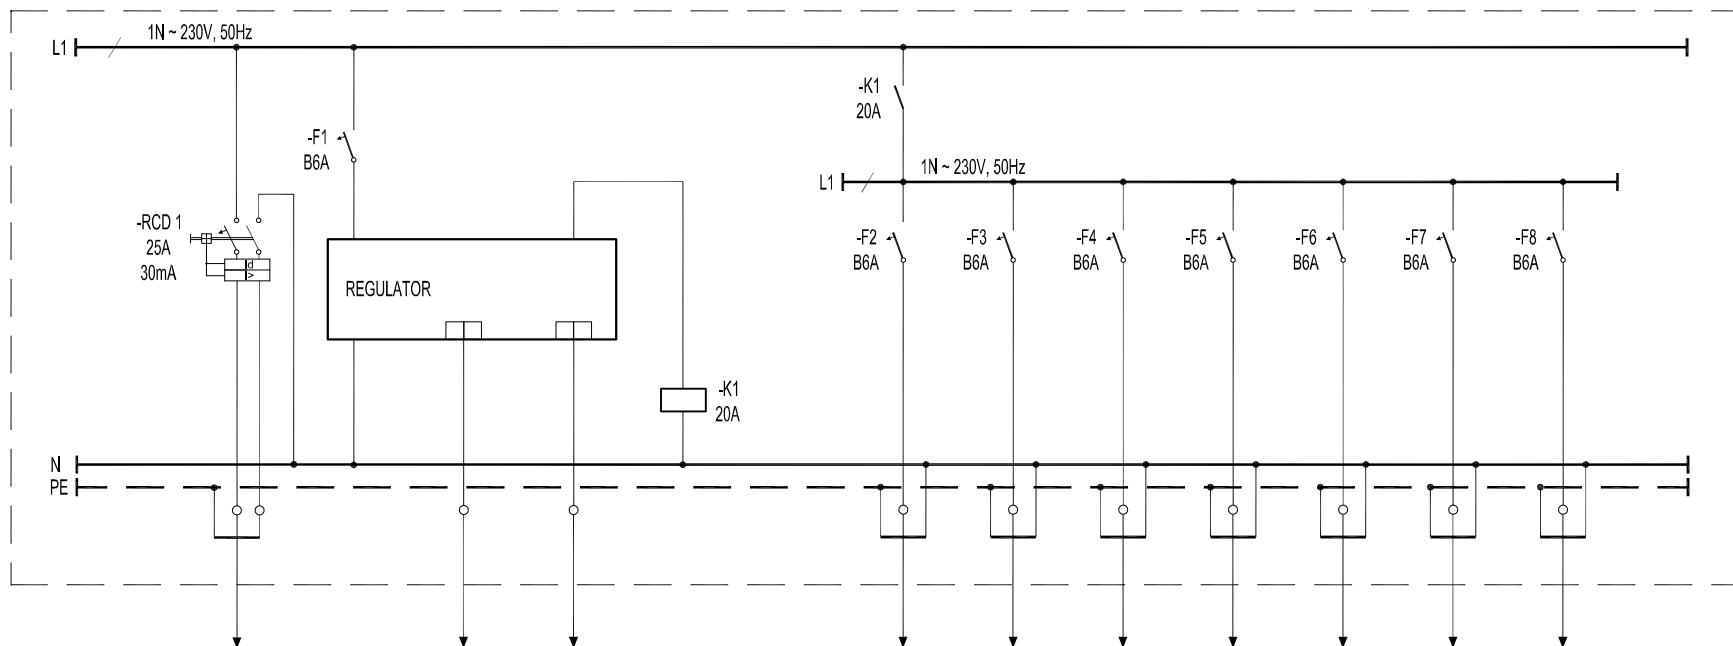 1N ~ 230V, 50Hz
L1
-K1
20A
-F1
B6A
1N ~ 230V, 50Hz
L1
-RCD 1
25A
30mA
d
>
-F2
B6A
-F3
B6A
-F4
B6A
-F5
B6A
-F6
B6A
-F7
B6A
-F8
B6A
REGULATOR
-K1
20A
N
PE